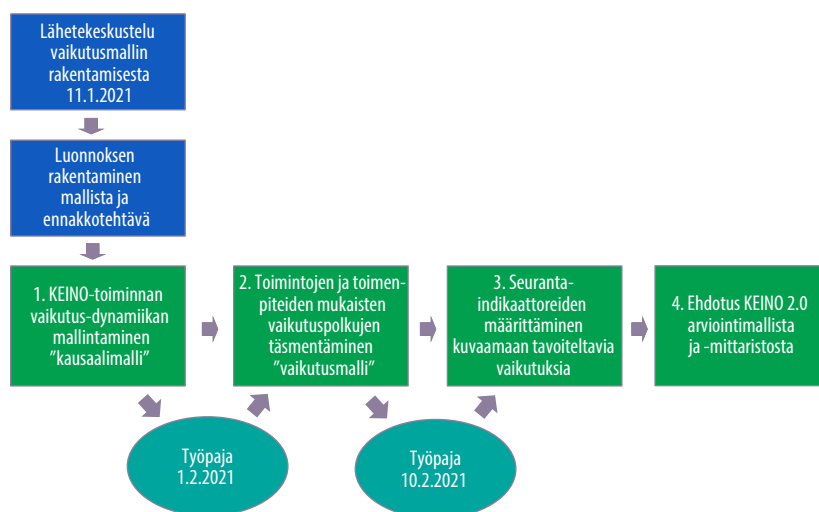 Lähetekeskustelu
vaikutusmallin
rakentamisesta
11.1.2021
Luonnoksen
rakentaminen
mallista ja
ennakkotehtävä
1. KEINO-toiminnan
vaikutus-dynamiikan
mallintaminen
"kausaalimalli"
2. Toimintojen ja toimen-
piteiden mukaisten
vaikutuspolkujen
täsmentäminen
"vaikutusmalli"
3. Seuranta-
indikaattoreiden
määrittäminen
kuvaamaan tavoiteltavia
vaikutuksia
4. Ehdotus KEINO 2.0
arviointimallista
ja -mittaristosta
Työpaja
1.2.2021
Työpaja
10.2.2021